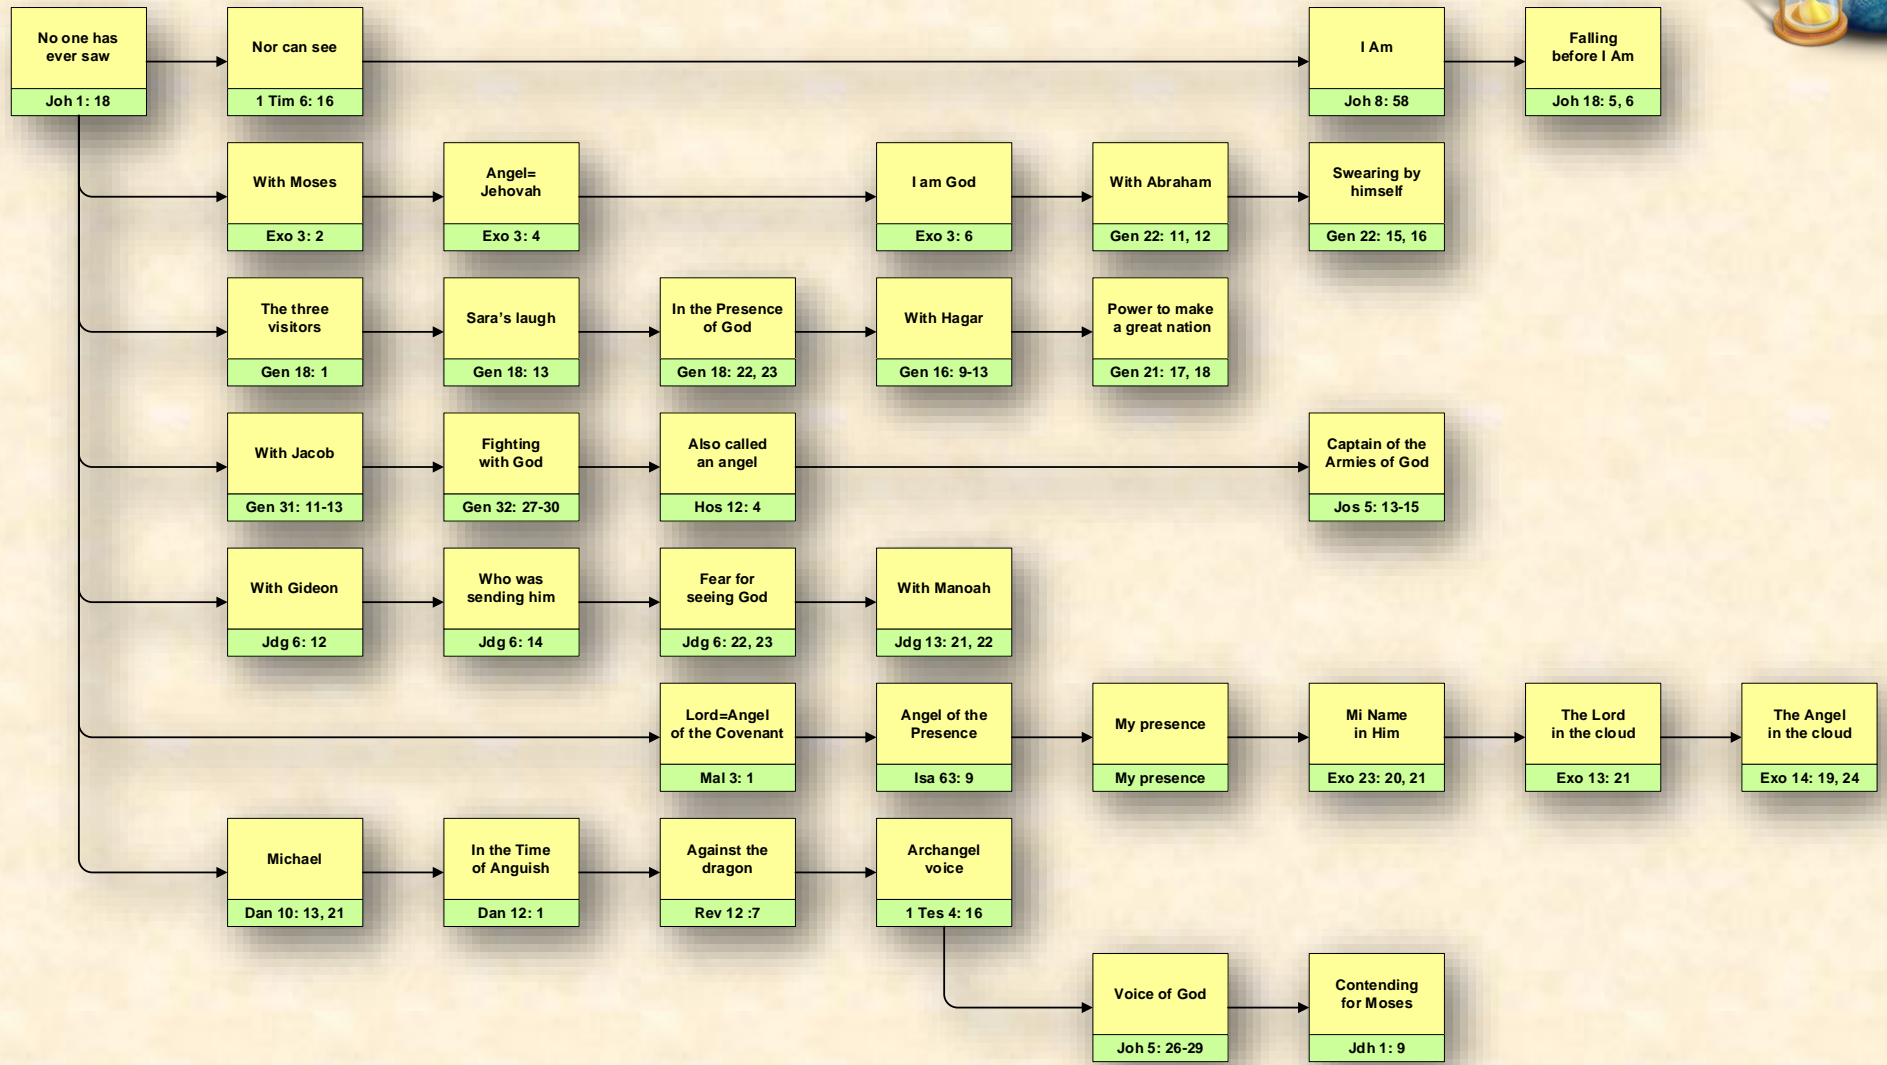 No one has
ever saw
Joh 1: 18
Nor can see
1 Tim 6: 16
I Am
Joh 8: 58
Falling
before I Am
Joh 18: 5, 6
With Moses
Exo 3: 2
Angel=
Jehovah
Exo 3: 4
I am God
Exo 3: 6
With Abraham
Gen 22: 11, 12
Swearing by
himself
Gen 22: 15, 16
The three
visitors
Gen 18: 1
Sara's laugh
Gen 18: 13
In the Presence
of God
Gen 18: 22, 23
With Hagar
Gen 16: 9-13
Power to make
a great nation
Gen 21: 17, 18
With Jacob
Gen 31: 11-13
Fighting
with God
Gen 32: 27-30
Also called
an angel
Hos 12: 4
Captain of the
Armies of God
Jos 5: 13-15
With Gideon
Jdg 6: 12
Who was
sending him
Jdg 6: 14
Fear for
seeing God
Jdg 6: 22, 23
With Manoah
Jdg 13: 21, 22
Lord=Angel
of the Covenant
Mal 3: 1
Angel of the
Presence
Isa 63: 9
My presence
My presence
Mi Name
in Him
Exo 23: 20, 21
The Lord
in the cloud
Exo 13: 21
The Angel
in the cloud
Exo 14: 19, 24
Michael
Dan 10: 13, 21
In the Time
of Anguish
Dan 12: 1
Against the
dragon
Rev 12 :7
Archangel
voice
1 Tes 4: 16
Voice of God
Joh 5: 26-29
Contending
for Moses
Jdh 1: 9